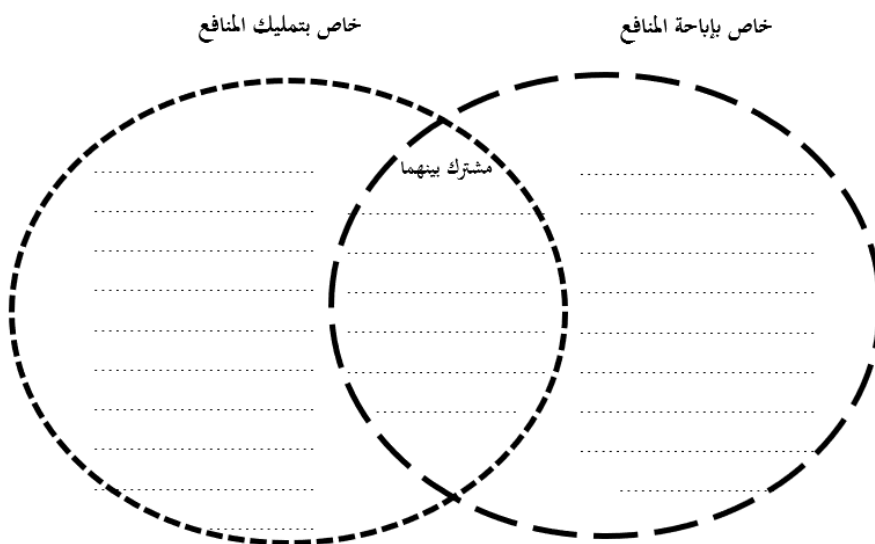 خاص بإباحة المنافع
خاص بتمليك المنافع
مشترك بينهما